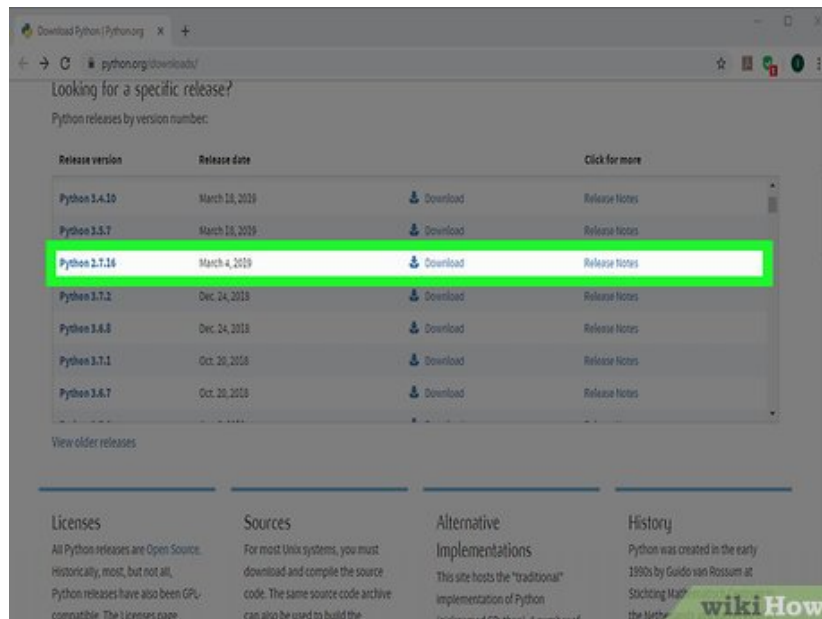 Download Python | Python.org
python.org/downloads/
Looking for a specific release?
Python releases by version number:
Release version Release date Click for more
Python 3.4.10 March 18, 2019 Download Release Notes
Python 3.5.7 March 18, 2019 Download Release Notes
Python 2.7.16 March 4, 2019 Download Release Notes
Python 3.7.2 Dec. 24, 2018 Download Release Notes
Python 3.6.8 Dec. 24, 2018 Download Release Notes
Python 3.7.1 Oct. 20, 2018 Download Release Notes
Python 3.6.7 Oct. 20, 2018 Download Release Notes
View older releases
Licenses
All Python releases are Open Source.
Historically, most, but not all,
Python releases have also been GPL-
compatible. The Licenses page
Sources
For most Unix systems, you must
download and compile the source
code. The same source code archive
can also be used to build the
Alternative
Implementations
This site hosts the "traditional"
implementation of Python
History
Python was created in the early
1990s by Guido van Rossum at
Stichting
the
wikiHow